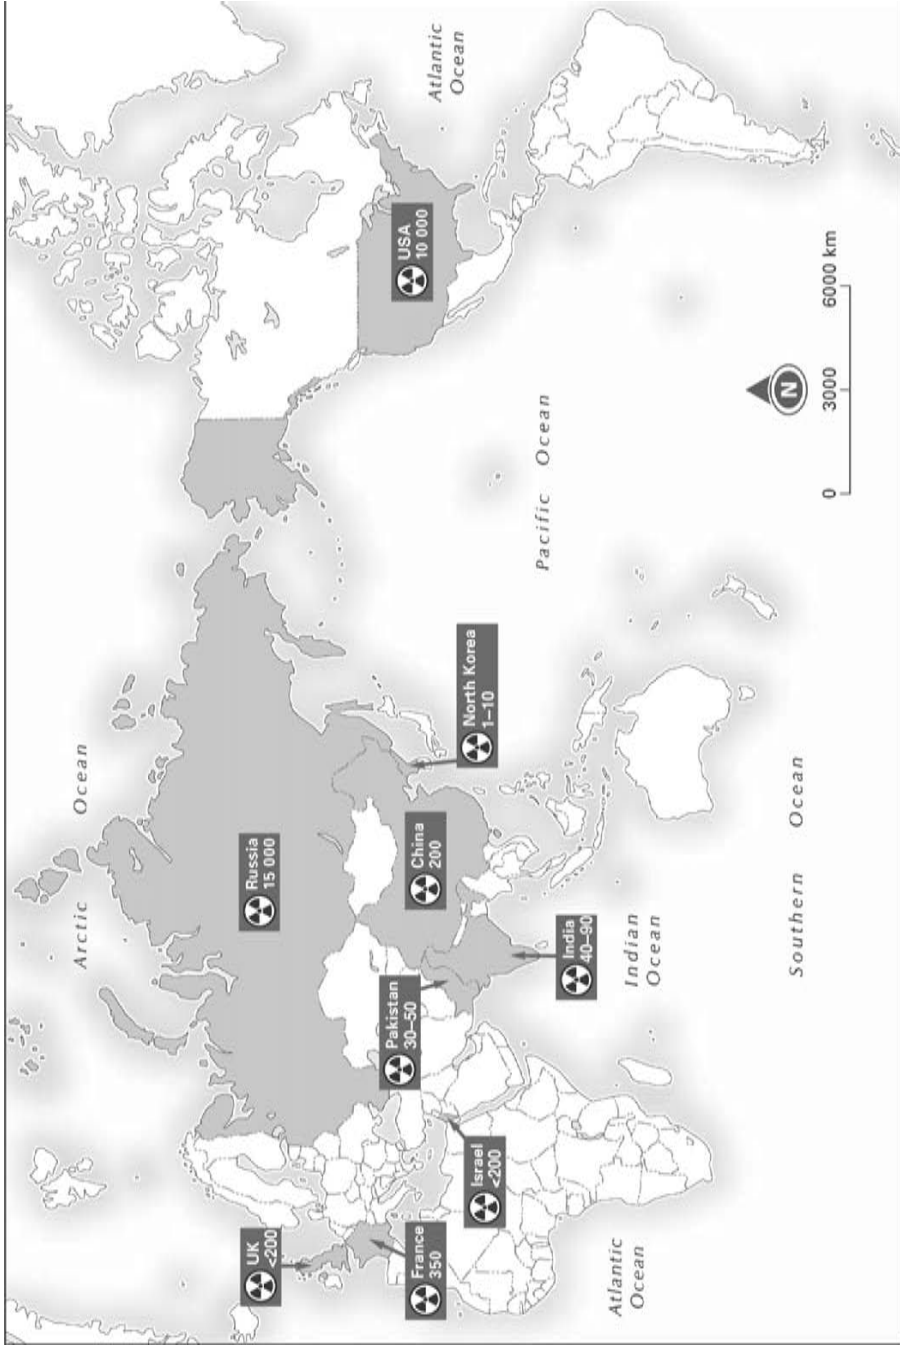 Arctic Ocean
Atlantic
Ocean
UK
<200
Russia
15 000
France
350
Pakistan
30–50
China
200
USA
10 000
Israel
<200
North Korea
1–10
India
40–90
Pacific Ocean
Atlantic
Ocean
Indian
Ocean
Southern Ocean
N
0 3000 6000 km